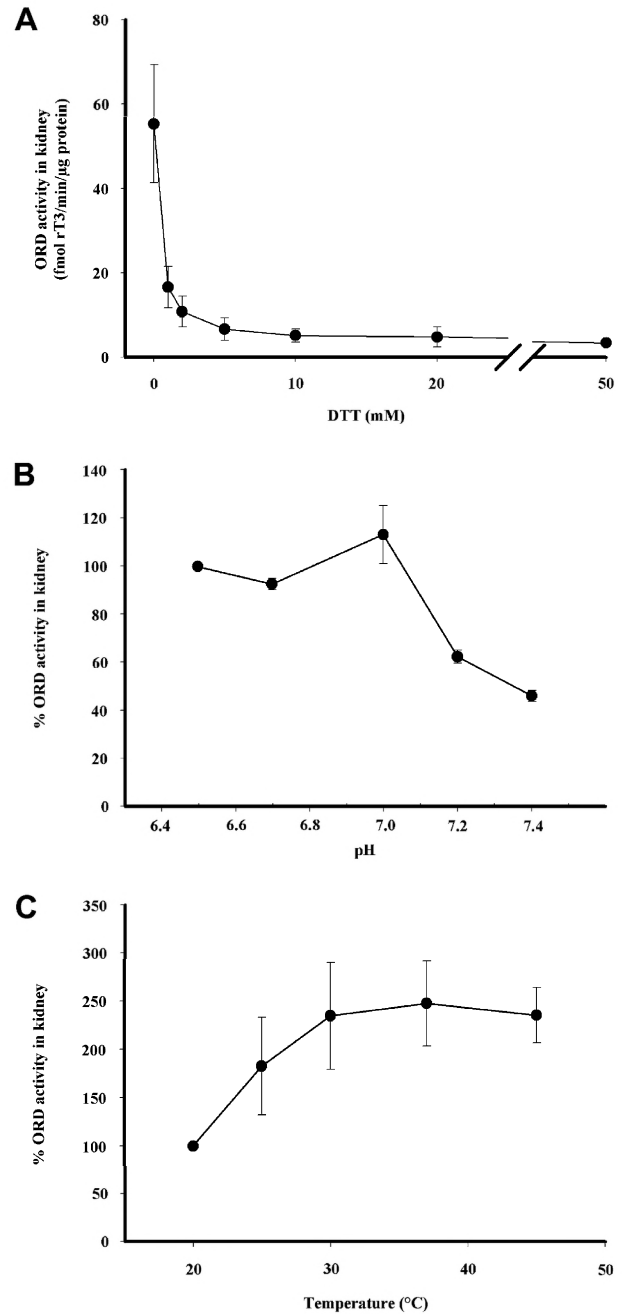 A
80
60
40
20
0
ORD activity in kidney
(fmol rT3/min/µg protein)
0 10 20 50
DTT (mM)
B
140
120
100
80
60
40
20
0
% ORD activity in kidney
6.4 6.6 6.8 7.0 7.2 7.4
pH
C
350
300
250
200
150
100
50
0
% ORD activity in kidney
20 30 40 50
Temperature (°C)